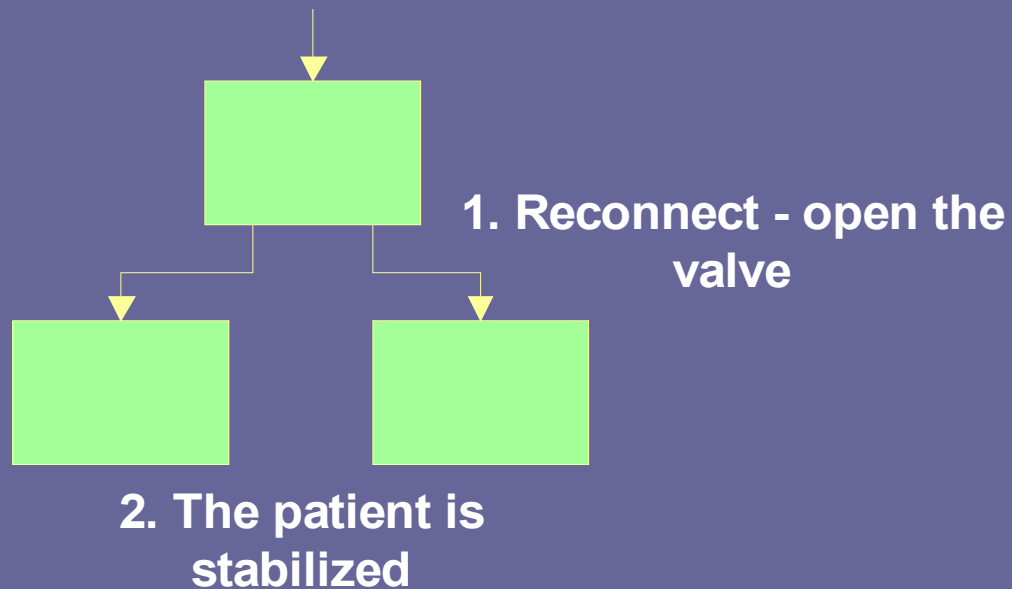 1. Reconnect - open the
valve
2. The patient is
stabilized